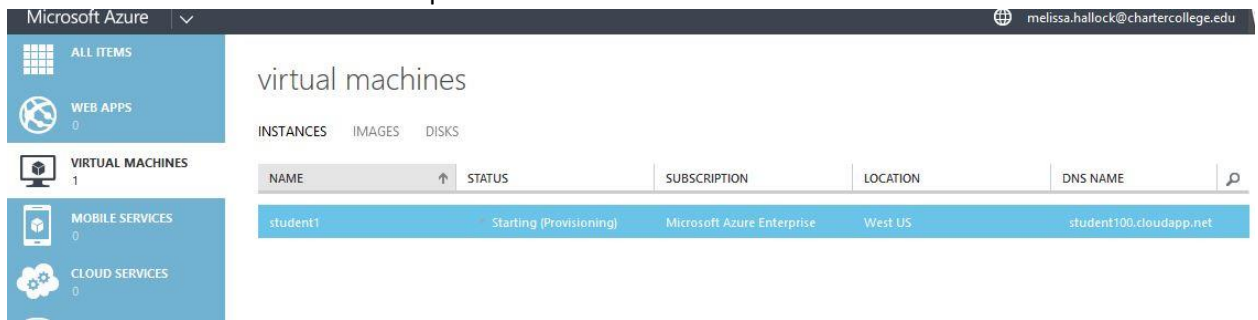 Microsoft Azure melissa.hallock@chartercollege.edu
ALL ITEMS
WEB APPS
0
VIRTUAL MACHINES
1
MOBILE SERVICES
0
CLOUD SERVICES
0
virtual machines
INSTANCES IMAGES DISKS
NAME STATUS SUBSCRIPTION LOCATION DNS NAME
student1 Starting (Provisioning) Microsoft Azure Enterprise West US student100.cloudapp.net